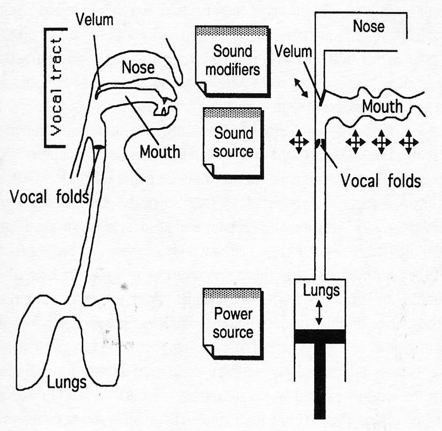 Vocal tract
Velum
Nose
Mouth
Vocal folds
Lungs
Sound
modifiers
Sound
source
Power
source
Nose
Velum
Mouth
Vocal folds
Lungs